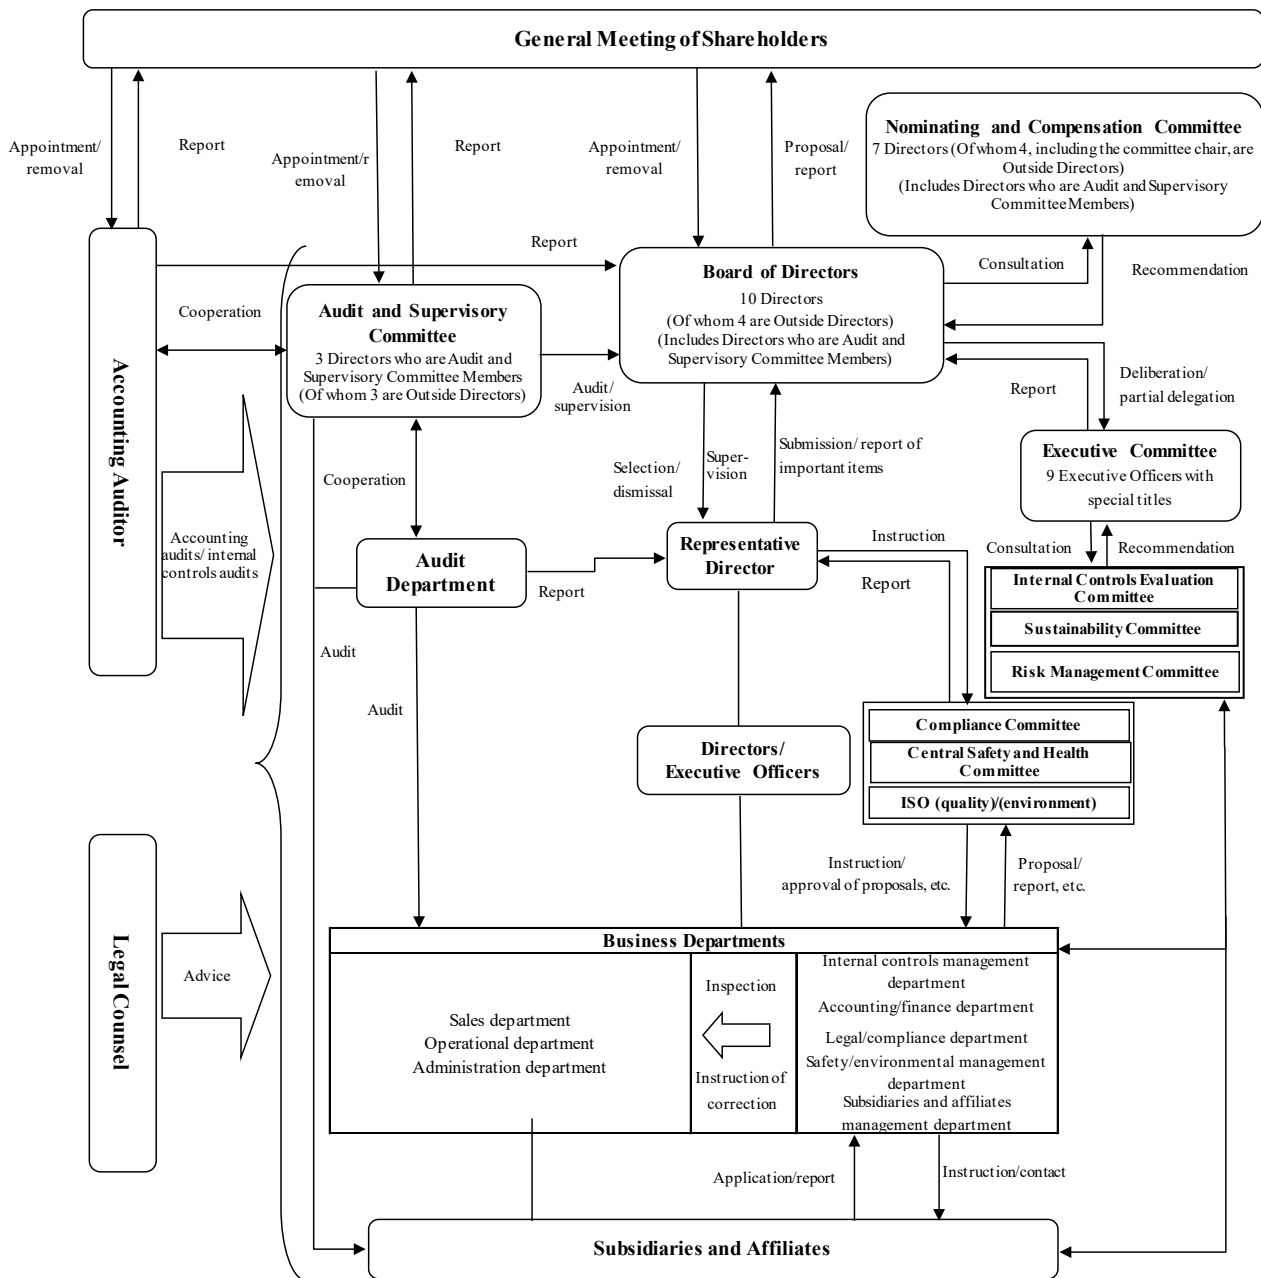 General Meeting of Shareholders
Appointment/
removal
Report
Appointment/r
emoval
Report
Appointment/
removal
Proposal/
report
Nominating and Compensation Committee
7 Directors (Of whom 4, including the committee chair, are
Outside Directors)
(Includes Directors who are Audit and Supervisory
Committee Members)
Report
Board of Directors
10 Directors
(Of whom 4 are Outside Directors)
(Includes Directors who are Audit and
Supervisory Committee Members)
Consultation
Recommendation
Cooperation
Audit and Supervisory
Committee
3 Directors who are Audit and
Supervisory Committee Members
(Of whom 3 are Outside Directors)
Audit/
supervision
Report
Deliberation/
partial delegation
Accounting Auditor
Executive Committee
9 Executive Officers with
special titles
Cooperation
Selection/
dismissal
Super-
vision
Submission/ report of
important items
Accounting
audits/ internal
controls audits
Audit
Department
Report
Representative
Director
Instruction
Report
Consultation
Recommendation
Internal Controls Evaluation
Committee
Sustainability Committee
Risk Management Committee
Audit
Audit
Directors/
Executive Officers
Compliance Committee
Central Safety and Health
Committee
ISO (quality)/(environment)
Instruction/
approval of proposals, etc.
Proposal/
report, etc.
Legal Counsel
Advice
Business Departments
Sales department
Operational department
Administration department
Inspection
Instruction of
correction
Internal controls management
department
Accounting/finance department
Legal/compliance department
Safety/environmental management
department
Subsidiaries and affiliates
management department
Application/report
Instruction/contact
Subsidiaries and Affiliates